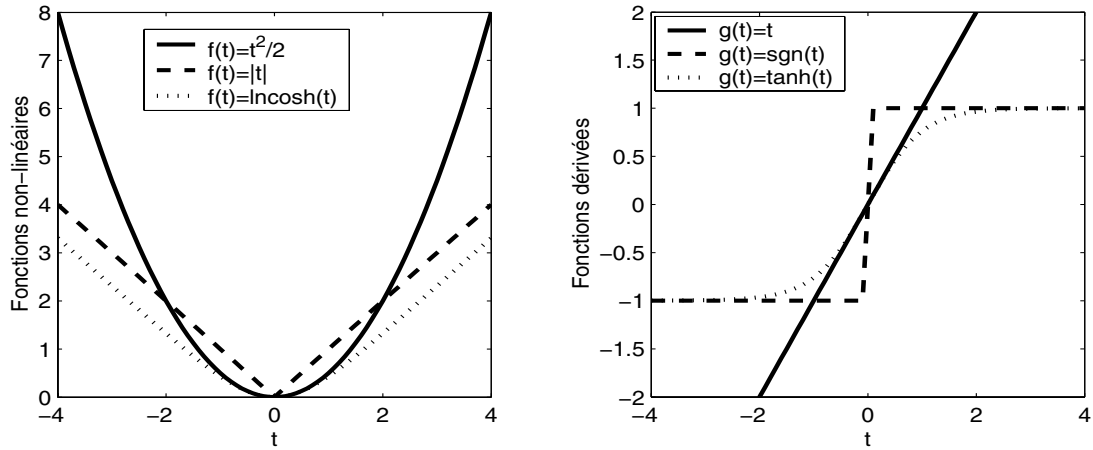 8
7
6
5
4
3
2
1
0
−4
−2
0
2
4
t
Fonctions non−linéaires
f(t)=t²/2
f(t)=|t|
f(t)=lncosh(t)
2
1.5
1
0.5
0
−0.5
−1
−1.5
−2
−4
−2
0
2
4
t
Fonctions dérivées
g(t)=t
g(t)=sgn(t)
g(t)=tanh(t)